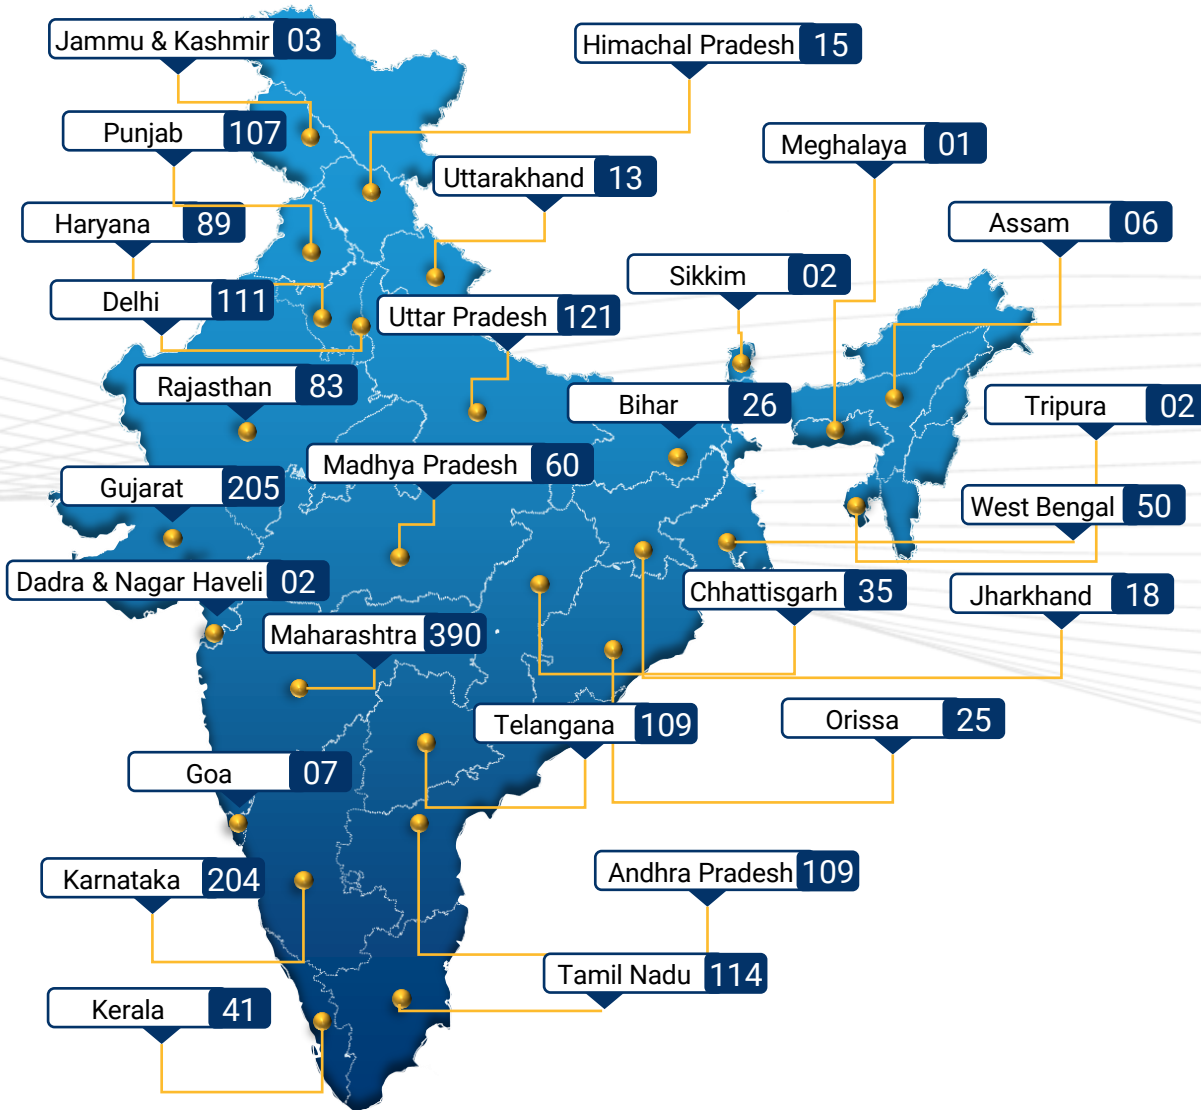 Jammu & Kashmir 03
Himachal Pradesh 15
Punjab 107
Meghalaya 01
Uttarakhand 13
Haryana 89
Assam 06
Sikkim 02
Delhi 111
Uttar Pradesh 121
Rajasthan 83
Bihar 26
Tripura 02
Madhya Pradesh 60
Gujarat 205
West Bengal 50
Dadra & Nagar Haveli 02
Chhattisgarh 35
Jharkhand 18
Maharashtra 390
Telangana 109
Orissa 25
Goa 07
Karnataka 204
Andhra Pradesh 109
Tamil Nadu 114
Kerala 41